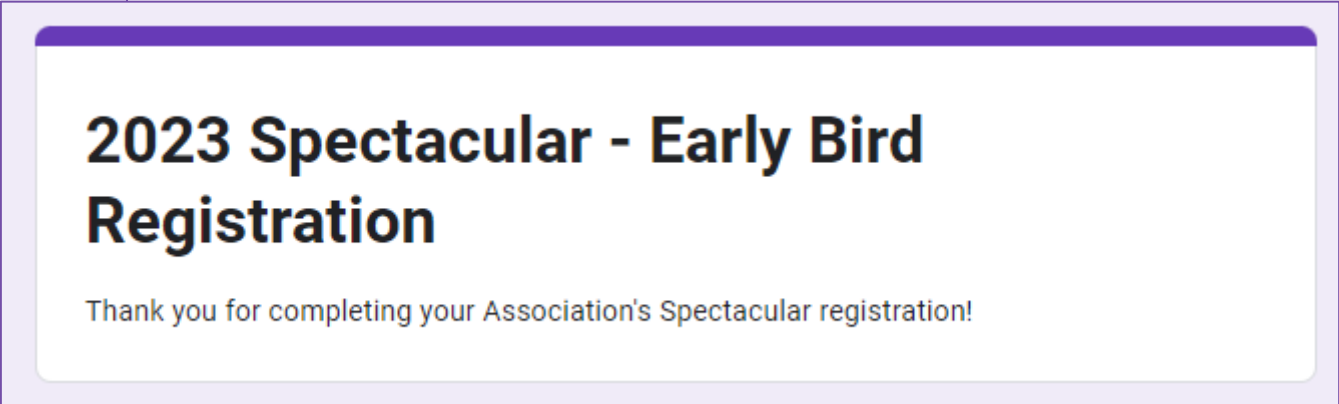 2023 Spectacular - Early Bird
Registration
Thank you for completing your Association's Spectacular registration!